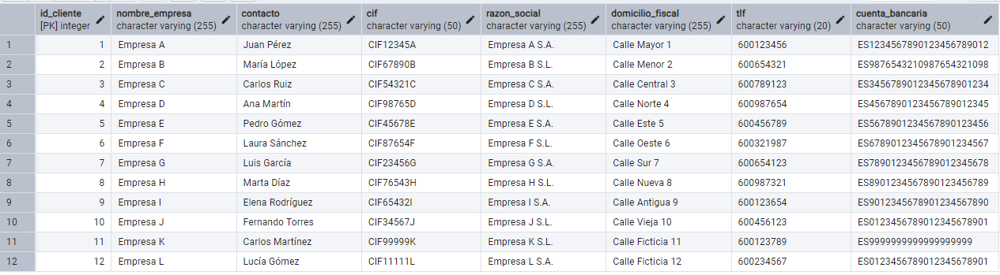 id_cliente nombre_empresa contacto cif razon_social domicilio_fiscal tlf cuenta_bancaria
[PK] integer character varying (255) character varying (255) character varying (50) character varying (255) character varying (255) character varying (20) character varying (50)
1 1 Empresa A Juan Pérez CIF12345A Empresa A S.A. Calle Mayor 1 600123456 ES1234567890123456789012
2 2 Empresa B María López CIF67890B Empresa B S.L. Calle Menor 2 600654321 ES9876543210987654321098
3 3 Empresa C Carlos Ruiz CIF54321C Empresa C S.A. Calle Central 3 600789123 ES3456789012345678901234
4 4 Empresa D Ana Martín CIF98765D Empresa D S.L. Calle Norte 4 600987654 ES4567890123456789012345
5 5 Empresa E Pedro Gómez CIF45678E Empresa E S.A. Calle Este 5 600456789 ES5678901234567890123456
6 6 Empresa F Laura Sánchez CIF87654F Empresa F S.L. Calle Oeste 6 600321987 ES6789012345678901234567
7 7 Empresa G Luis García CIF23456G Empresa G S.A. Calle Sur 7 600654123 ES7890123456789012345678
8 8 Empresa H Marta Díaz CIF76543H Empresa H S.L. Calle Nueva 8 600987321 ES8901234567890123456789
9 9 Empresa I Elena Rodríguez CIF65432I Empresa I S.A. Calle Antigua 9 600123654 ES9012345678901234567890
10 10 Empresa J Fernando Torres CIF34567J Empresa J S.L. Calle Vieja 10 600456123 ES0123456789012345678901
11 11 Empresa K Carlos Martínez CIF99999K Empresa K S.L. Calle Ficticia 11 600123789 ES9999999999999999999
12 12 Empresa L Lucía Gómez CIF11111L Empresa L S.A. Calle Ficticia 12 600234567 ES0123456789012345678901